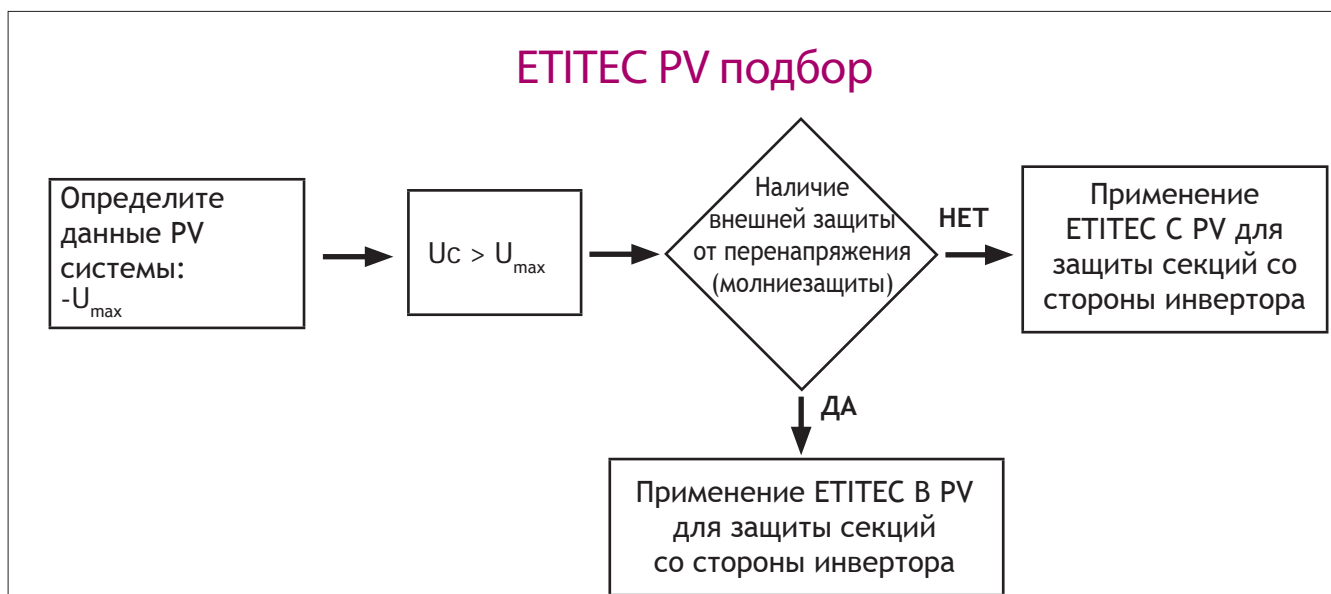 ETITEC PV подбор
Определите
данные PV
системы:
-Umax
Uc > Umax
Наличие
внешней защиты
от перенапряжения
(молниезащиты)
НЕТ
Применение
ETITEC C PV для
защиты секций со
стороны инвертора
ДА
Применение ETITEC B PV
для защиты секций
со стороны инвертора